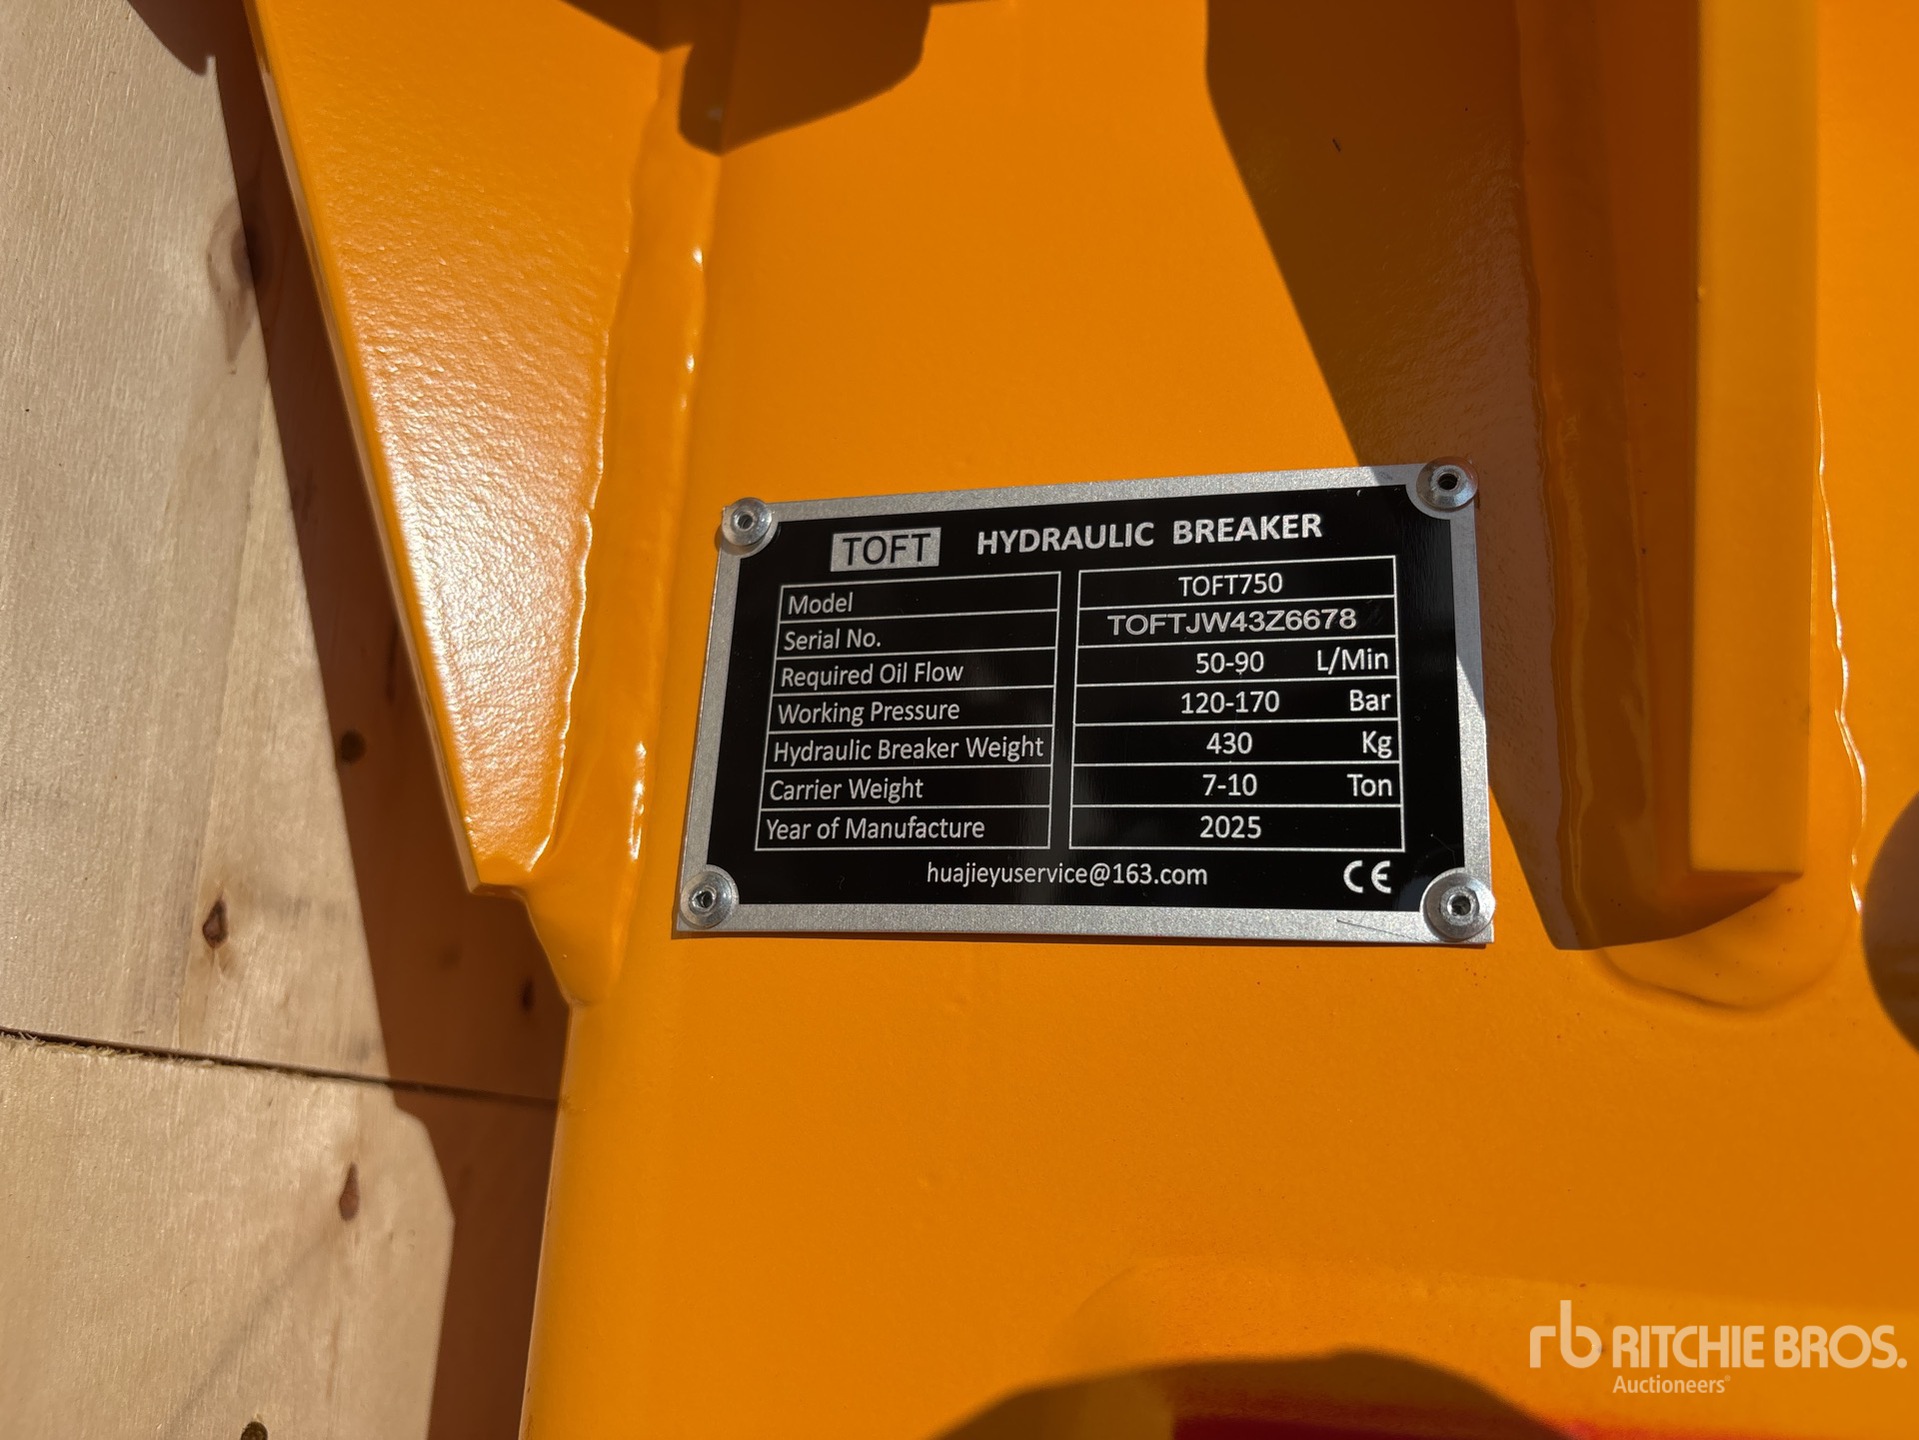 TOFT HYDRAULIC BREAKER
Model TOFT750
Serial No. TOFTJW43Z6678
Required Oil Flow 50-90 L/Min
Working Pressure 120-170 Bar
Hydraulic Breaker Weight 430 Kg
Carrier Weight 7-10 Ton
Year of Manufacture 2025
huajieyuservice@163.com CE
rb RITCHIE BROS.
Auctioneers